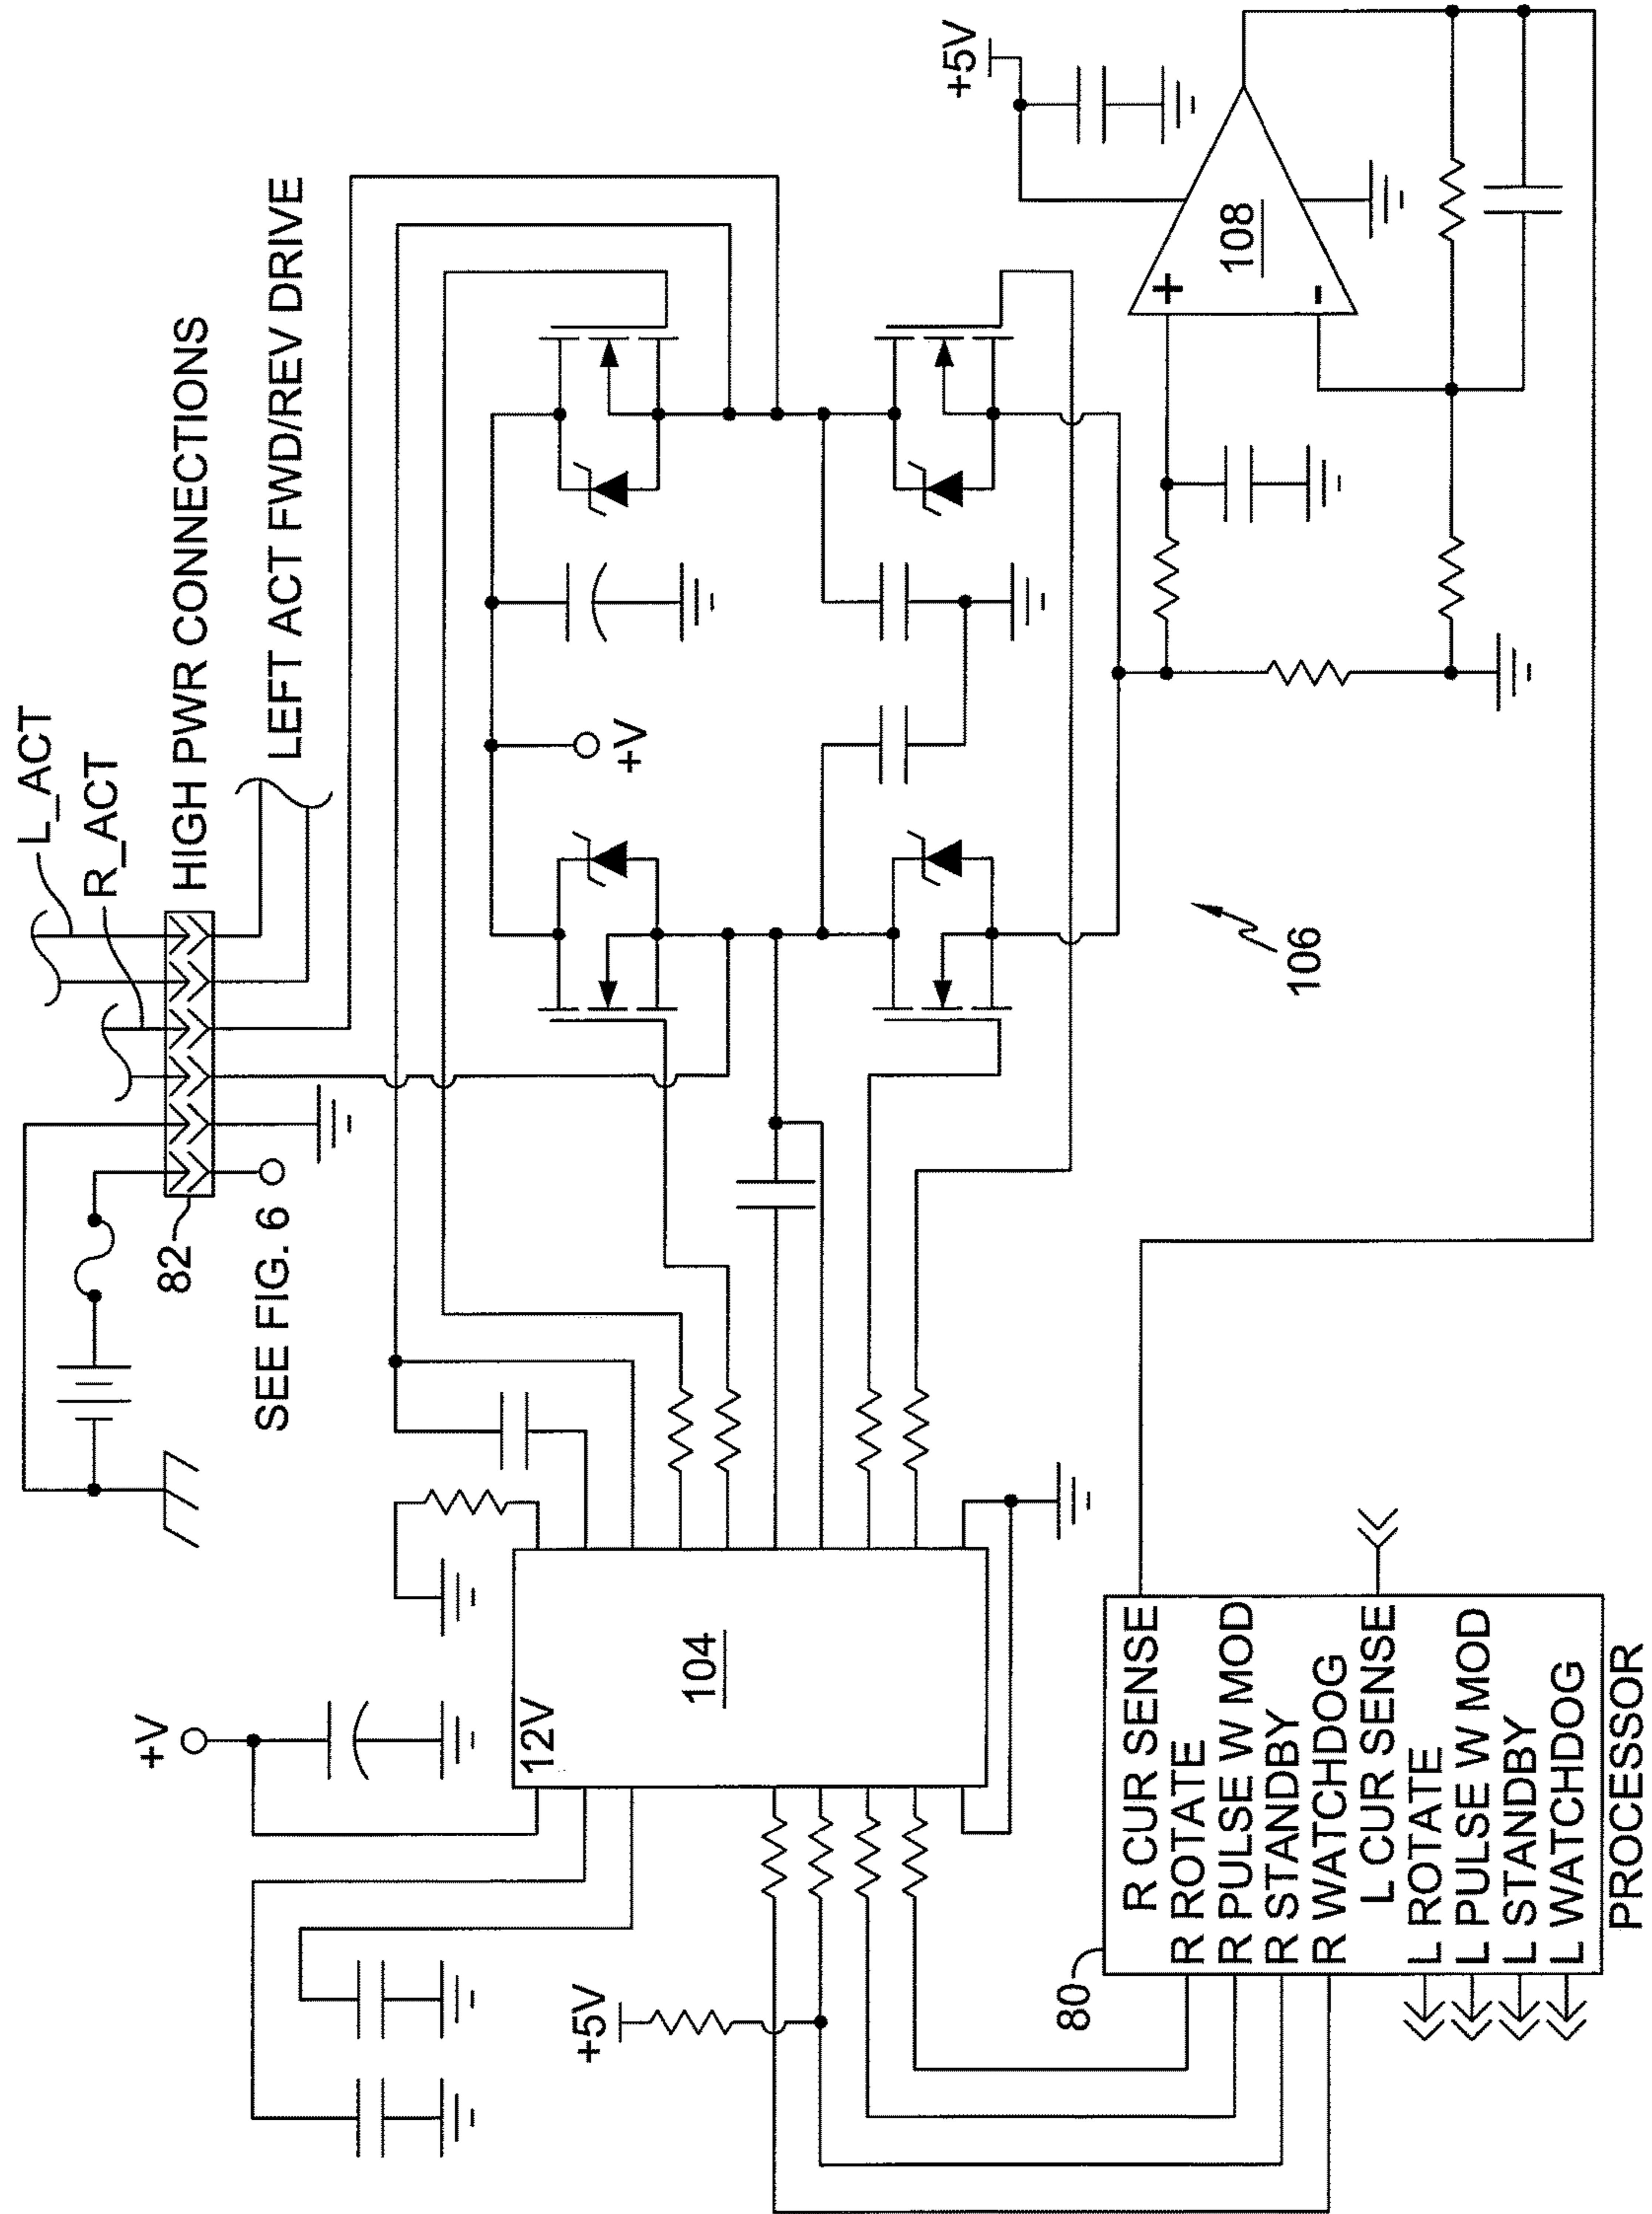 L_ACT
R_ACT
HIGH PWR CONNECTIONS
LEFT ACT FWD/REV DRIVE
82
SEE FIG. 6
+V
12V
104
+V
+5V
106
+5V
+
108
-
80
R CUR SENSE
R ROTATE
R PULSE W MOD
R STANDBY
R WATCHDOG
L CUR SENSE
L ROTATE
L PULSE W MOD
L STANDBY
L WATCHDOG
PROCESSOR